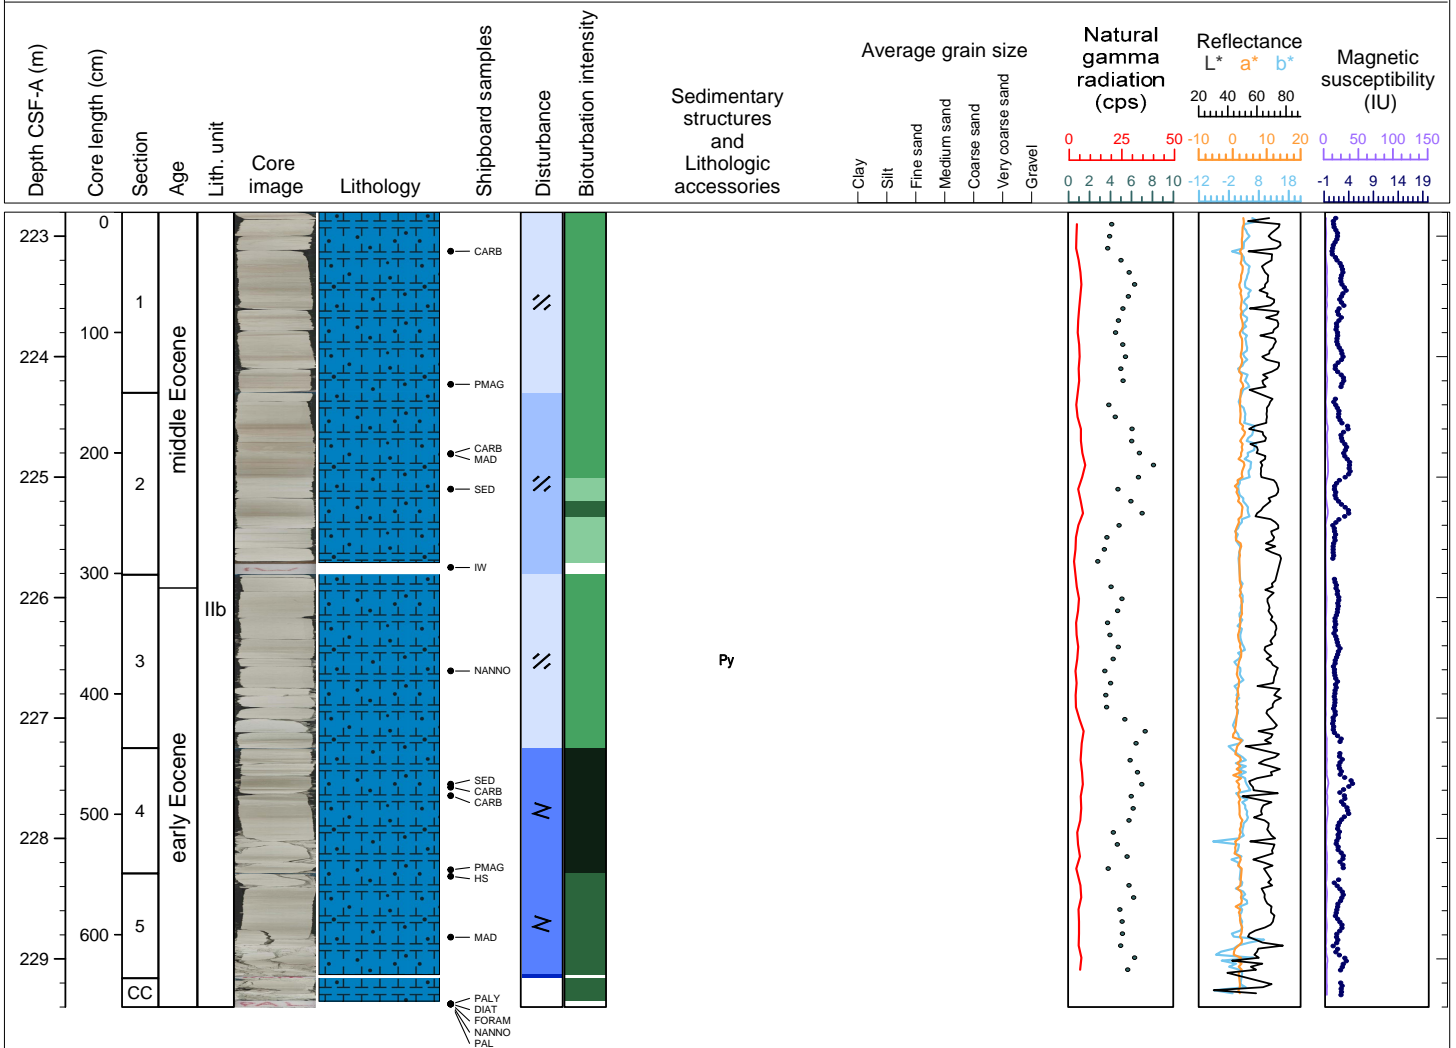 Depth CSF-A (m)
Core length (cm)
Section
Age
Lith. unit
Core
image
Lithology
Shipboard samples
Disturbance
Bioturbation intensity
Sedimentary
structures
and
Lithologic
accessories
Average grain size
Clay
Silt
Fine sand
Medium sand
Coarse sand
Very coarse sand
Gravel
Natural
gamma
radiation
(cps)
0 25 50
0 2 4 6 8 10
Reflectance
L* a* b*
20 40 60 80
-10 0 10 20
-12 -2 8 18
Magnetic
susceptibility
(IU)
0 50 100 150
-1 4 9 14 19
223
224
225
226
227
228
229
0
100
200
300
400
500
600
1
2
3
4
5
CC
middle Eocene
early Eocene
IIb
CARB
PMAG
CARB
MAD
SED
IW
NANNO
SED
CARB
CARB
PMAG
HS
MAD
PALY
DIAT
FORAM
NANNO
PAL
Py